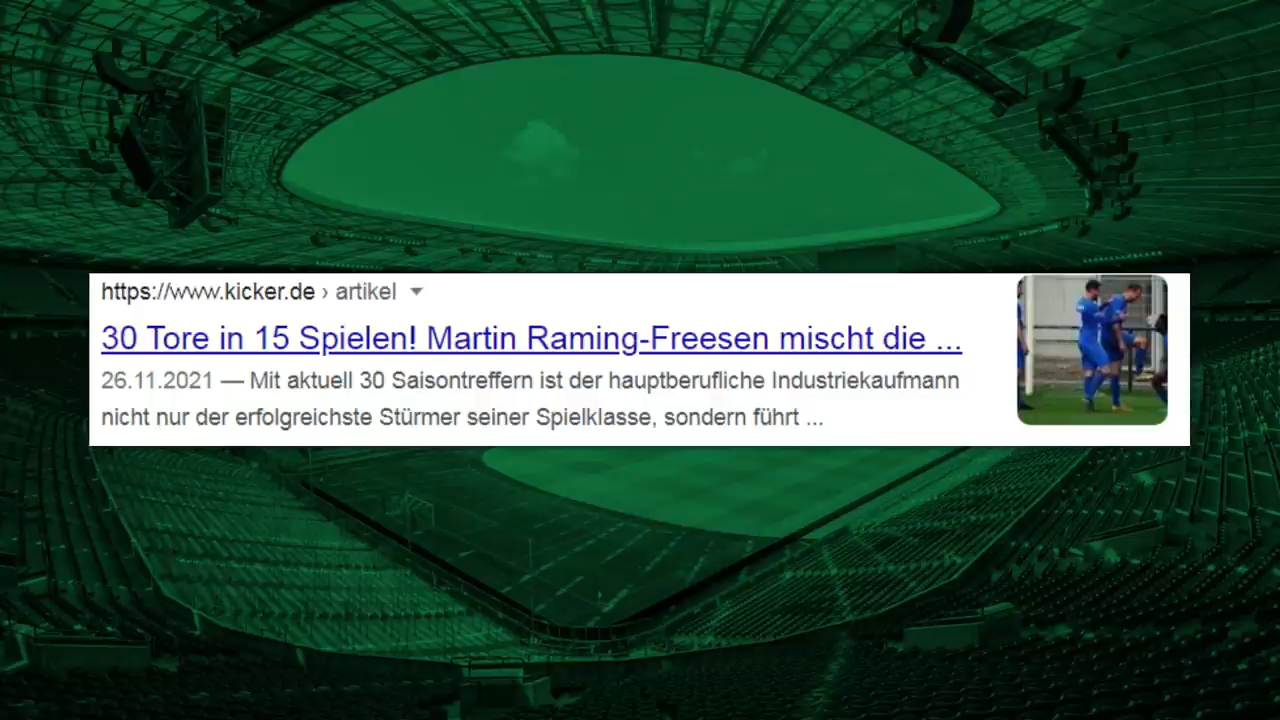 https://www.kicker.de › artikel
30 Tore in 15 Spielen! Martin Raming-Freesen mischt die ...
26.11.2021 — Mit aktuell 30 Saisontreffern ist der hauptberufliche Industriekaufmann
nicht nur der erfolgreichste Stürmer seiner Spielklasse, sondern führt ...